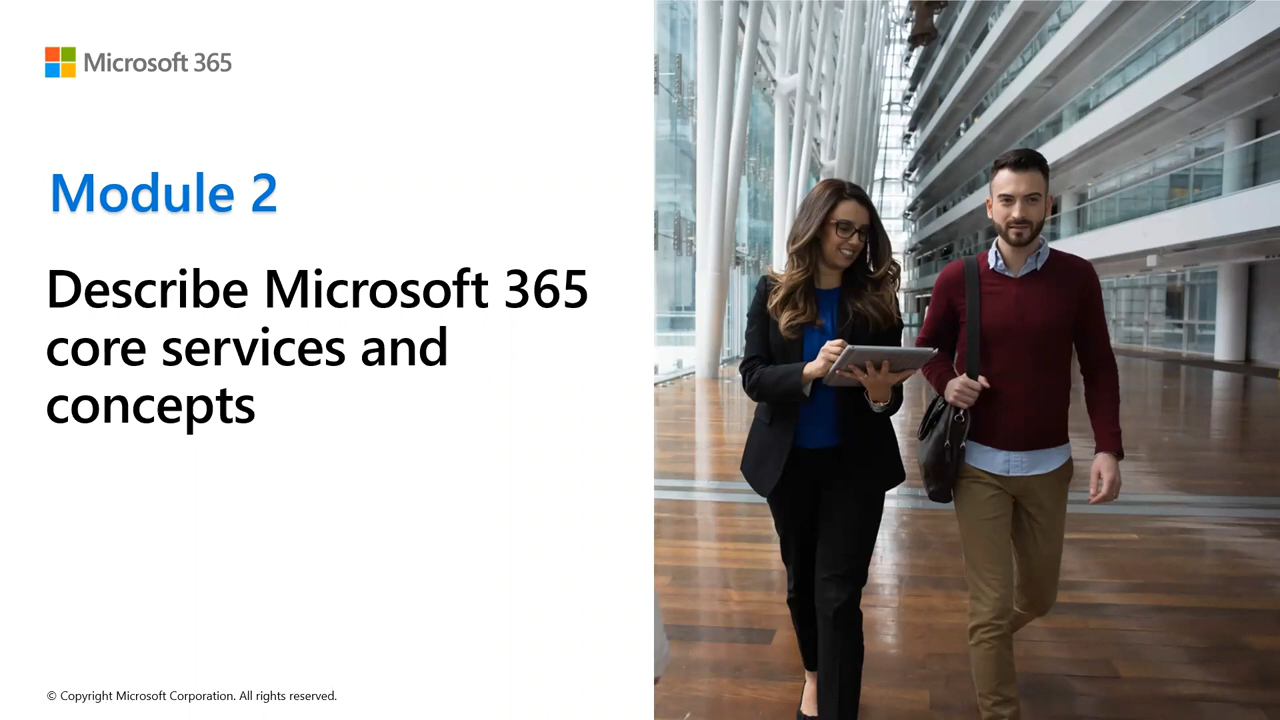 Microsoft 365
Module 2
Describe Microsoft 365
core services and
concepts
© Copyright Microsoft Corporation. All rights reserved.